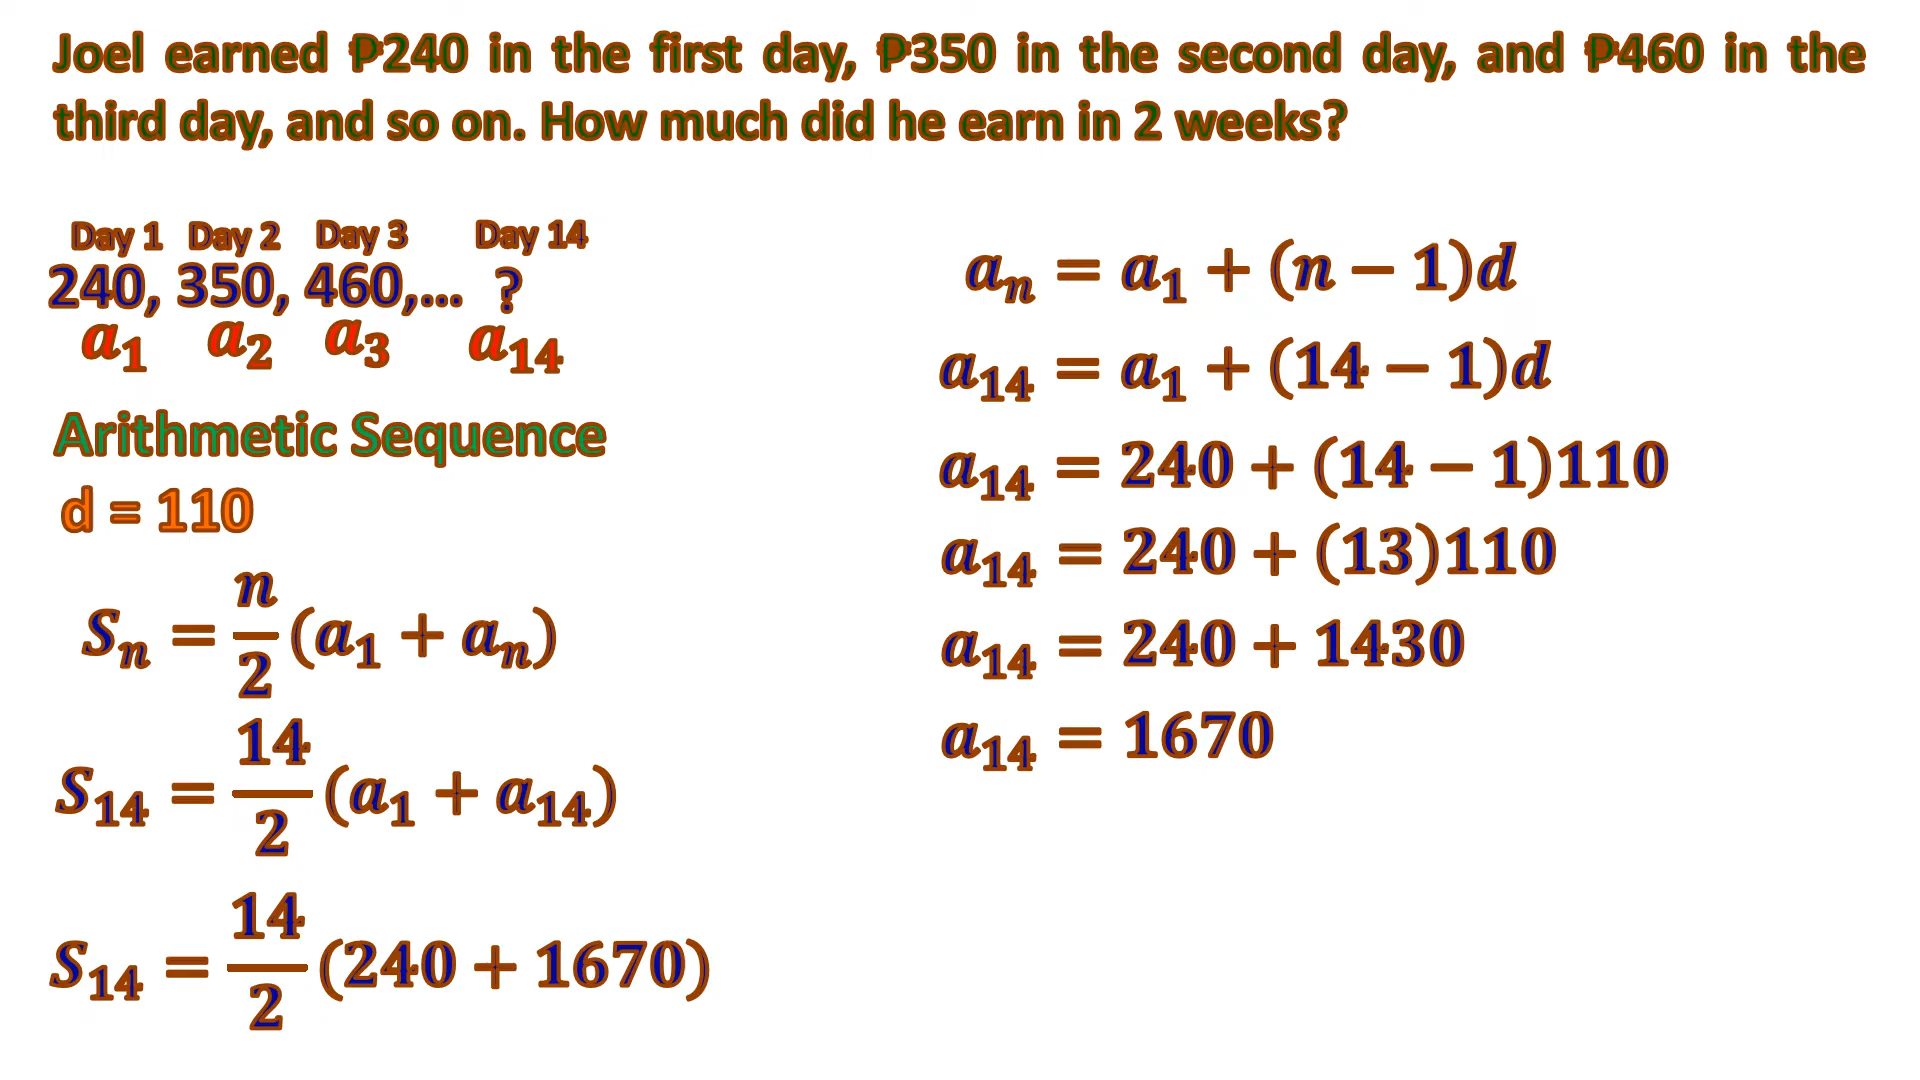 Joel earned ₱240 in the first day, ₱350 in the second day, and ₱460 in the
third day, and so on. How much did he earn in 2 weeks?
Day 1 Day 2 Day 3 Day 14
240, 350, 460,... ?
a₁ a₂ a₃ a₁₄
Arithmetic Sequence
d = 110
Sₙ = n/2 (a₁ + aₙ)
S₁₄ = 14/2 (a₁ + a₁₄)
S₁₄ = 14/2 (240 + 1670)
aₙ = a₁ + (n − 1)d
a₁₄ = a₁ + (14 − 1)d
a₁₄ = 240 + (14 − 1)110
a₁₄ = 240 + (13)110
a₁₄ = 240 + 1430
a₁₄ = 1670